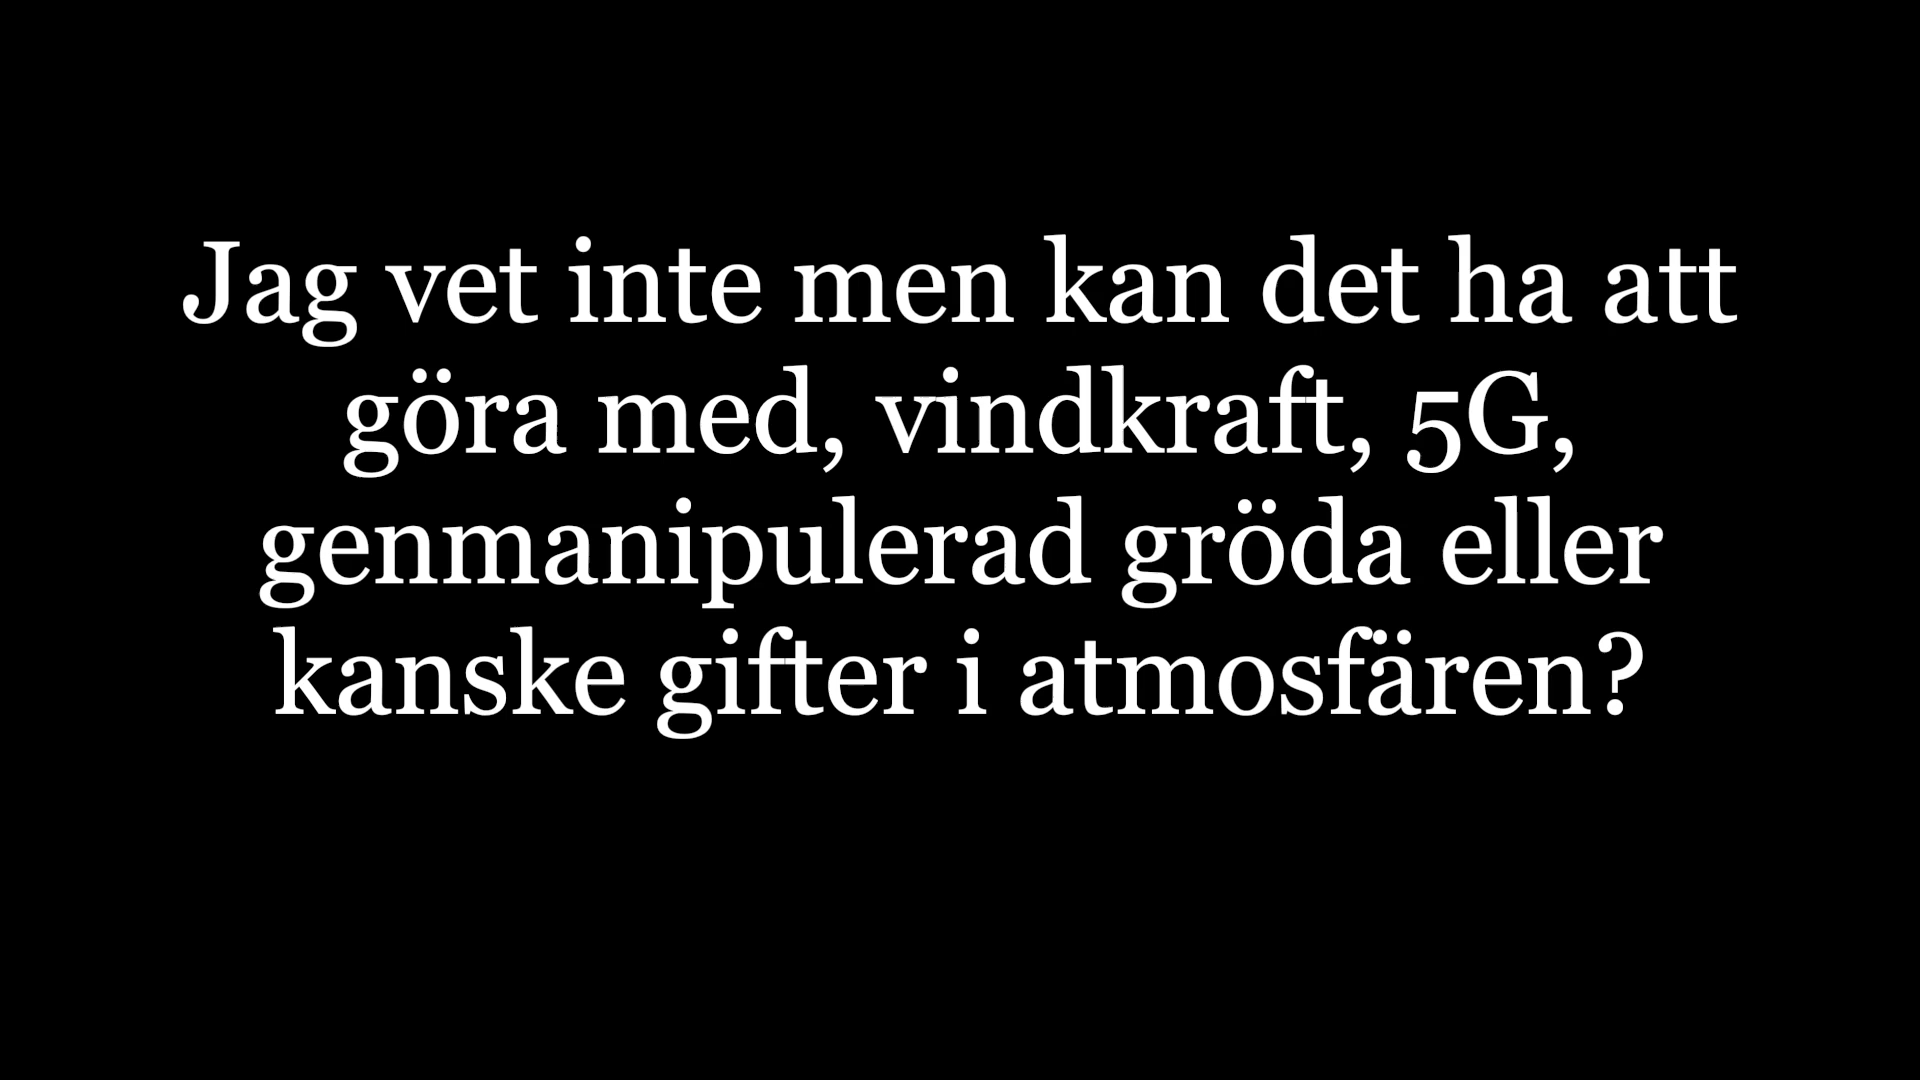 Jag vet inte men kan det ha att
göra med, vindkraft, 5G,
genmanipulerad gröda eller
kanske gifter i atmosfären?